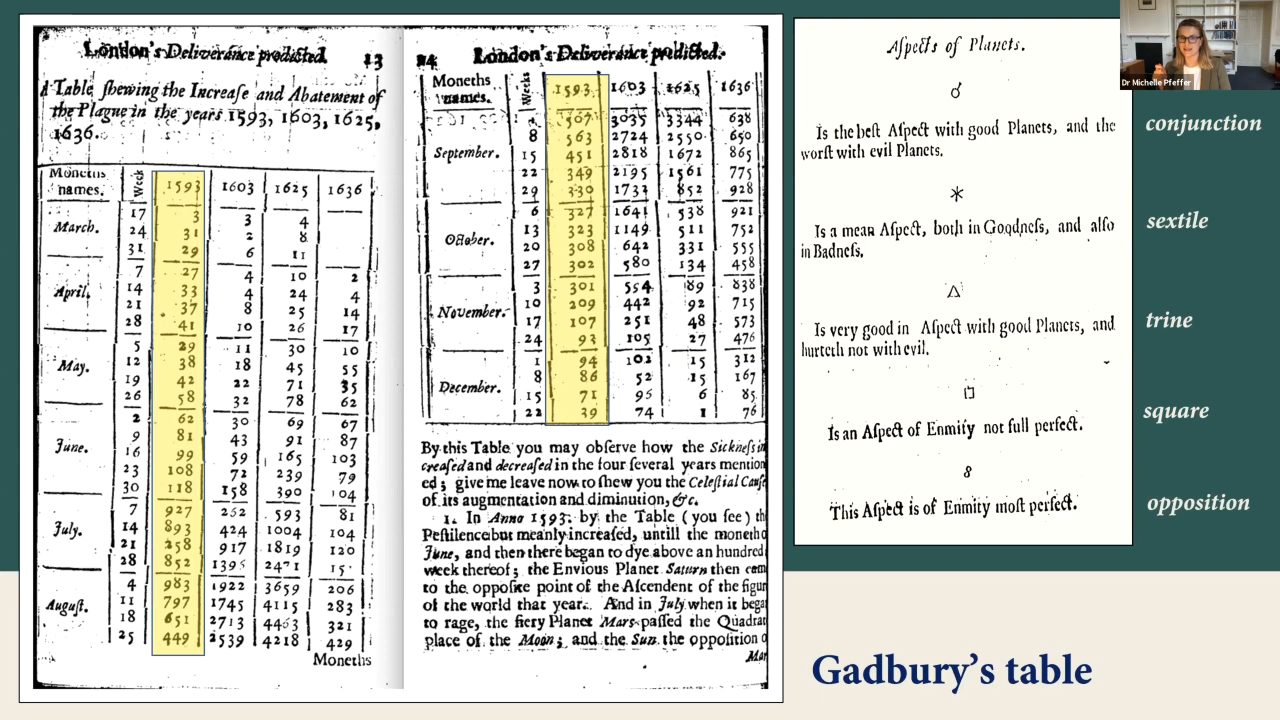 London's Deliverance predicted. 13
A Table ſhewing the Increaſe and Abatement of
the Plague in the years 1593, 1603, 1625,
1636.
Moneths names. Week 1593 1603 1625 1636
March. 17 3 3 4
24 31 2 8
31 29 6 11
April. 7 27 4 10 2
14 33 4 24 4
21 37 8 25 14
28 41 10 26 17
May. 5 29 11 30 10
12 38 18 45 55
19 42 22 71 35
26 58 32 78 62
June. 2 62 30 69 67
9 81 43 91 87
16 99 59 165 103
23 108 72 239 79
30 118 158 390 104
July. 7 927 262 593 81
14 893 424 1004 104
21 258 917 1819 120
28 852 1396 2471 15
August. 4 983 1922 3659 206
11 797 1745 4115 283
18 651 2713 4463 321
25 449 2539 4218 429
Moneths
14 London's Deliverance predicted.
Moneths names. Weeks 1593. 1603 1625 1636
507 3035 3344 638
September. 8 563 2724 2550 650
15 451 2818 1672 865
22 349 2195 1561 775
29 330 1732 852 928
October. 6 327 1641 538 921
13 323 1149 511 752
20 308 642 331 555
27 302 580 134 458
November. 3 301 554 89 838
10 209 442 92 715
17 107 251 48 573
24 93 105 27 476
December. 1 94 102 15 312
8 86 52 15 167
15 71 96 6 85
22 39 74 1 76
By this Table you may obſerve how the Sickneſs in
creaſed and decreaſed in the four ſeveral years mention
ed; give me leave now to ſhew you the Celeſtial Cauſe
of its augmentation and diminution, &c.
1. In Anno 1593. by the Table (you ſee) th
Peſtilence but meanly increaſed, untill the moneth o
June, and then there began to dye above an hundred
week thereof; the Envious Planet Saturn then cam
to the oppoſite point of the Aſcendent of the figur
of the world that year. And in July when it bega
to rage, the fiery Planet Mars paſſed the Quadrat
place of the Moon; and the Sun the oppoſition o
Mar
Aſpects of Planets.
☌
Is the beſt Aſpect with good Planets, and the
worſt with evil Planets.
⚹
Is a mean Aſpect, both in Goodneſs, and alſo
in Badneſs.
△
Is very good in Aſpect with good Planets, and
hurteth not with evil.
□
Is an Aſpect of Enmity not full perfect.
☍
This Aſpect is of Enmity moſt perfect.
Dr Michelle Pfeffer
conjunction
sextile
trine
square
opposition
Gadbury’s table